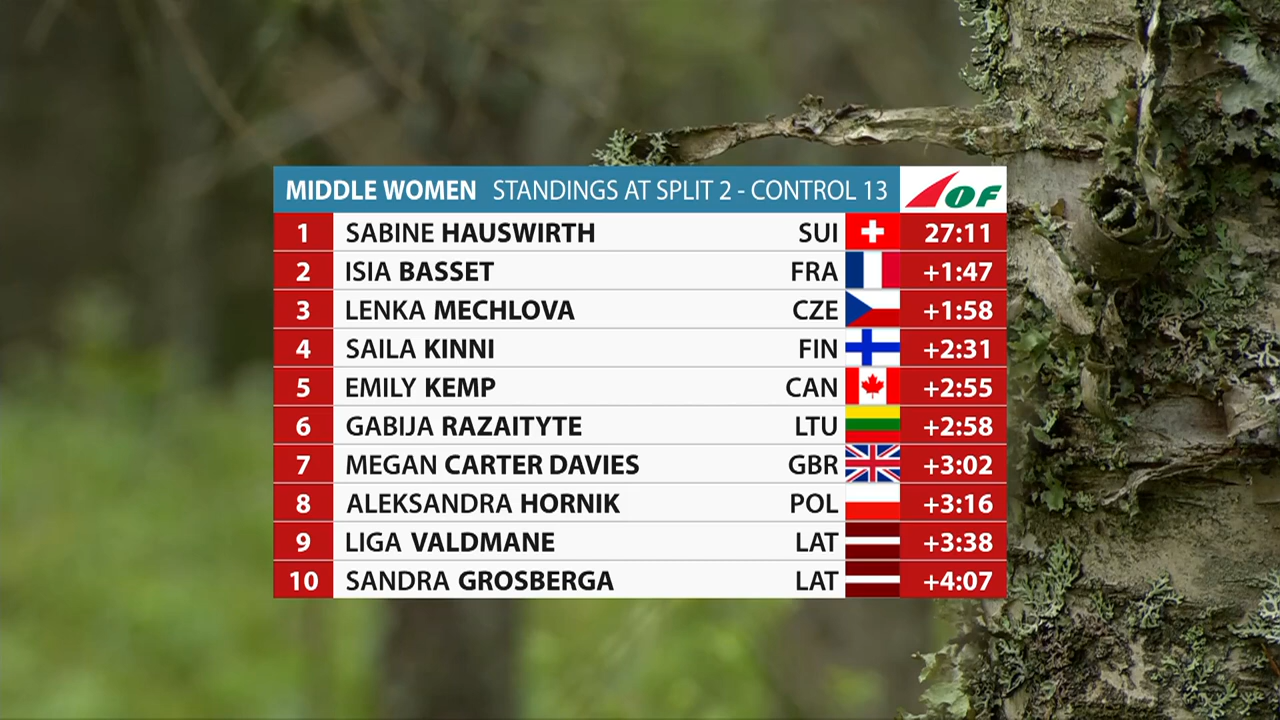 MIDDLE WOMEN STANDINGS AT SPLIT 2 - CONTROL 13 IOF
1 SABINE HAUSWIRTH SUI 27:11
2 ISIA BASSET FRA +1:47
3 LENKA MECHLOVA CZE +1:58
4 SAILA KINNI FIN +2:31
5 EMILY KEMP CAN +2:55
6 GABIJA RAZAITYTE LTU +2:58
7 MEGAN CARTER DAVIES GBR +3:02
8 ALEKSANDRA HORNIK POL +3:16
9 LIGA VALDMANE LAT +3:38
10 SANDRA GROSBERGA LAT +4:07